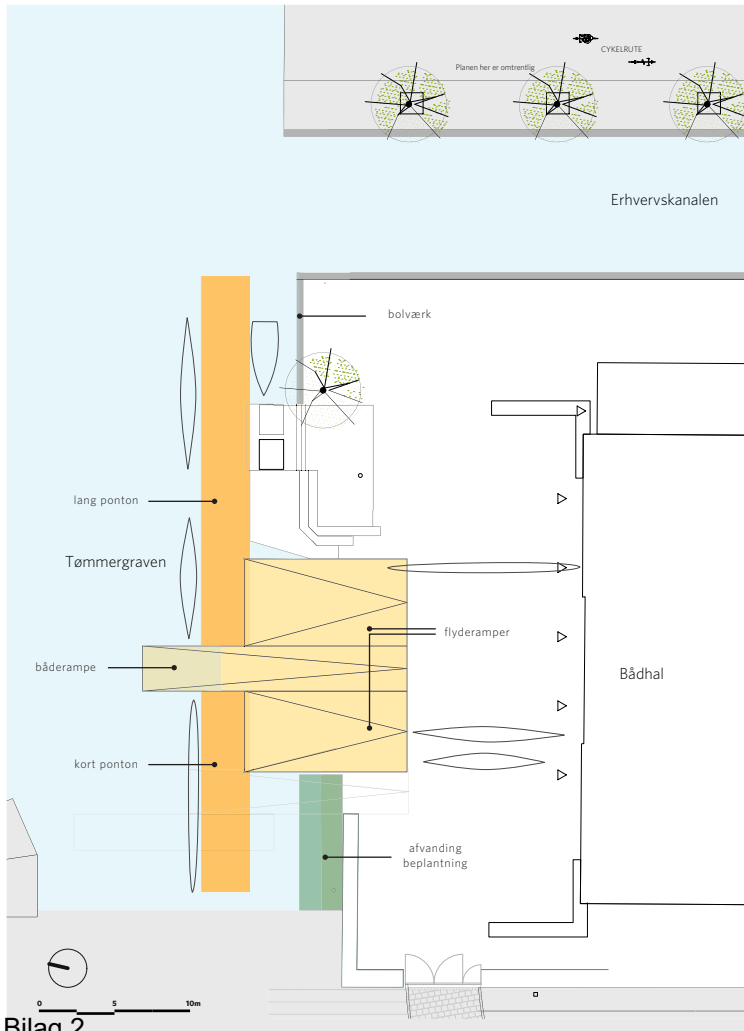 CYKELRUTE
Planen her er omtrentlig
Erhvervskanalen
bolværk
lang ponton
Tømmergraven
flyderamper
båderampe
Bådhal
kort ponton
afvanding
beplantning
0 5 10m
Bilag 2